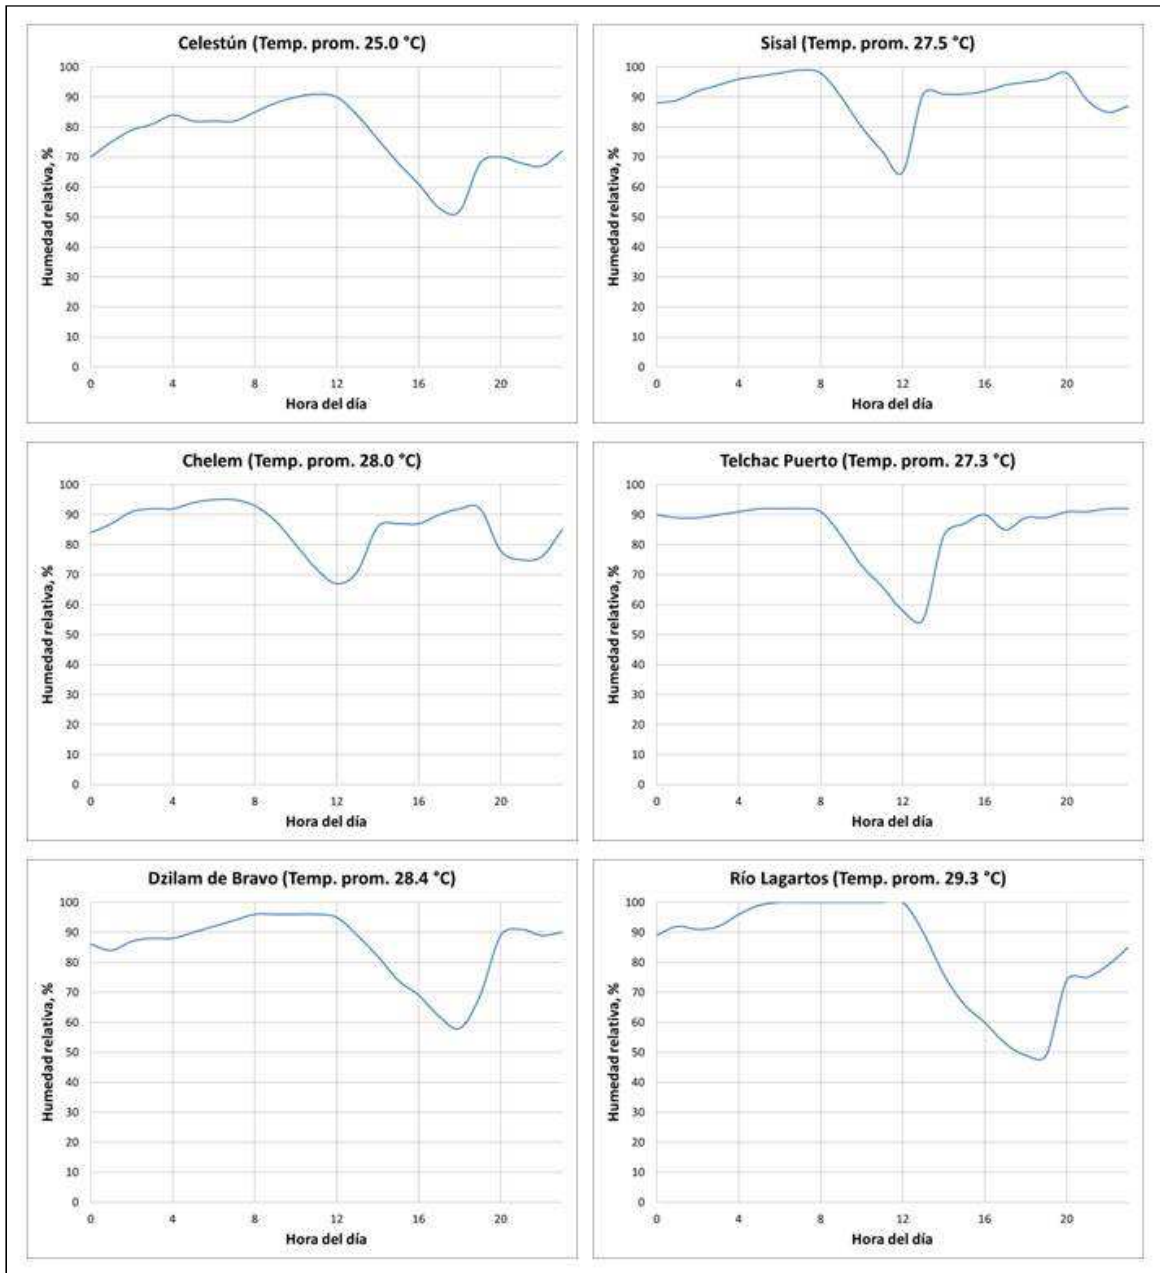 Celestún (Temp. prom. 25.0 °C)
Humedad relativa, %
100
90
80
70
60
50
40
30
20
10
0
0 4 8 12 16 20
Hora del día
Sisal (Temp. prom. 27.5 °C)
Humedad relativa, %
100
90
80
70
60
50
40
30
20
10
0
0 4 8 12 16 20
Hora del día
Chelem (Temp. prom. 28.0 °C)
Humedad relativa, %
100
90
80
70
60
50
40
30
20
10
0
0 4 8 12 16 20
Hora del día
Telchac Puerto (Temp. prom. 27.3 °C)
Humedad relativa, %
100
90
80
70
60
50
40
30
20
10
0
0 4 8 12 16 20
Hora del día
Dzilam de Bravo (Temp. prom. 28.4 °C)
Humedad relativa, %
100
90
80
70
60
50
40
30
20
10
0
0 4 8 12 16 20
Hora del día
Río Lagartos (Temp. prom. 29.3 °C)
Humedad relativa, %
100
90
80
70
60
50
40
30
20
10
0
0 4 8 12 16 20
Hora del día